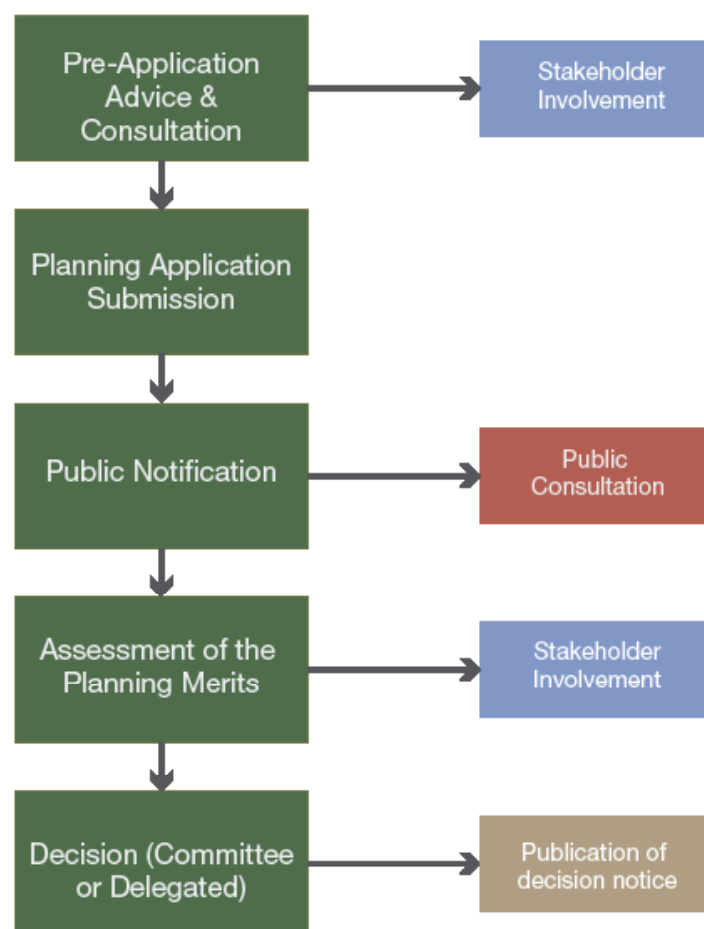 Pre-Application
Advice &
Consultation
Stakeholder
Involvement
Planning Application
Submission
Public Notification
Public
Consultation
Assessment of the
Planning Merits
Stakeholder
Involvement
Decision (Committee
or Delegated)
Publication of
decision notice